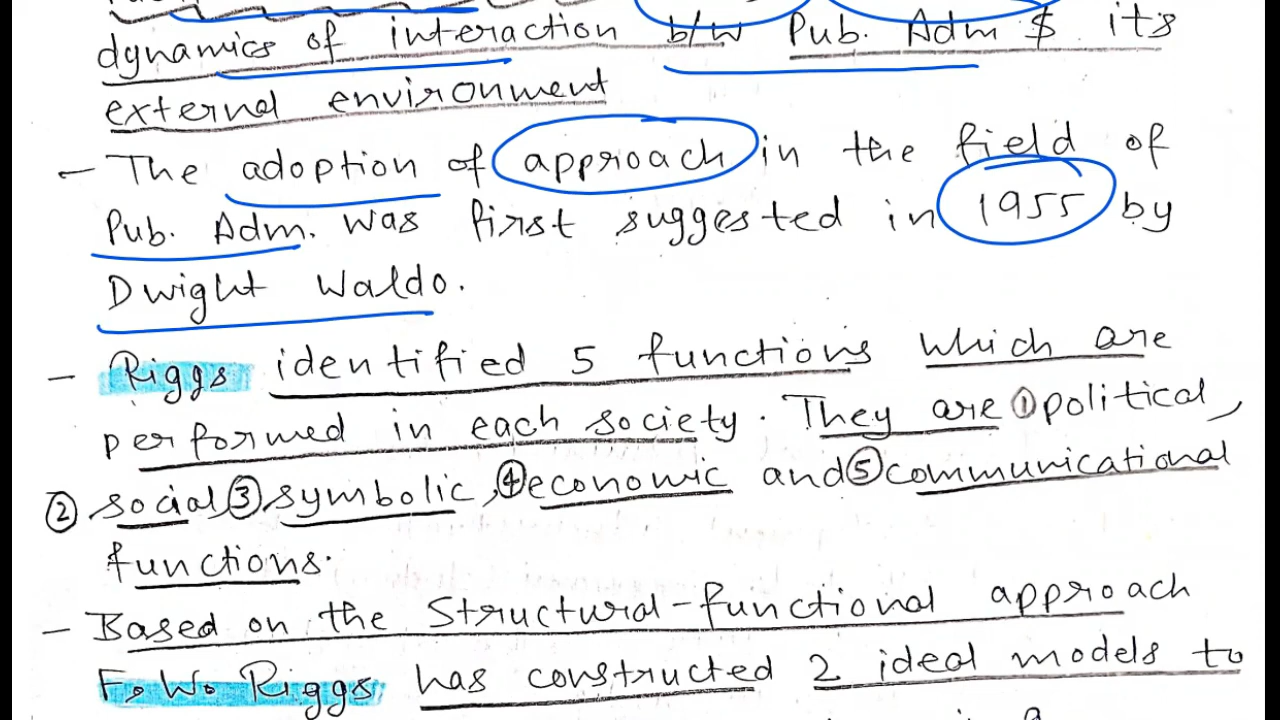 dynamics of interaction b/w Pub. Adm $ its
external environment
- The adoption of approach in the field of
Pub. Adm. was first suggested in 1955 by
Dwight Waldo.
- Riggs identified 5 functions which are
performed in each society. They are ① political,
② social ③ symbolic, ④ economic and ⑤ communicational
functions.
- Based on the Structural-functional approach
F. W. Riggs has constructed 2 ideal models to